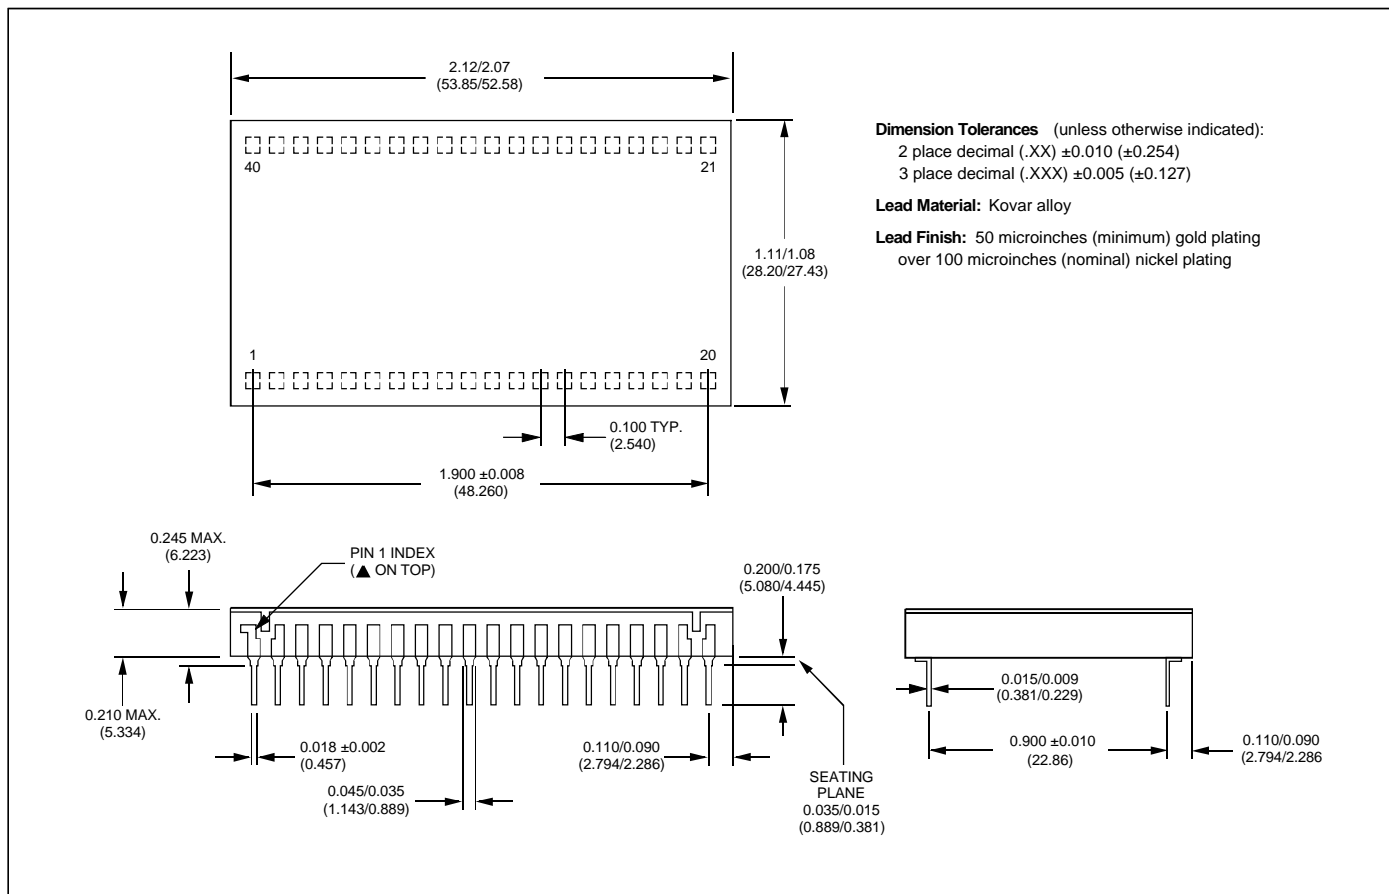 2.12/2.07
(53.85/52.58)
40
21
1.11/1.08
(28.20/27.43)
1
20
0.100 TYP.
(2.540)
1.900 ±0.008
(48.260)
Dimension Tolerances (unless otherwise indicated):
2 place decimal (.XX) ±0.010 (±0.254)
3 place decimal (.XXX) ±0.005 (±0.127)
Lead Material: Kovar alloy
Lead Finish: 50 microinches (minimum) gold plating
over 100 microinches (nominal) nickel plating
0.245 MAX.
(6.223)
PIN 1 INDEX
(▲ ON TOP)
0.200/0.175
(5.080/4.445)
0.210 MAX.
(5.334)
0.018 ±0.002
(0.457)
0.045/0.035
(1.143/0.889)
0.110/0.090
(2.794/2.286)
SEATING
PLANE
0.035/0.015
(0.889/0.381)
0.015/0.009
(0.381/0.229)
0.900 ±0.010
(22.86)
0.110/0.090
(2.794/2.286